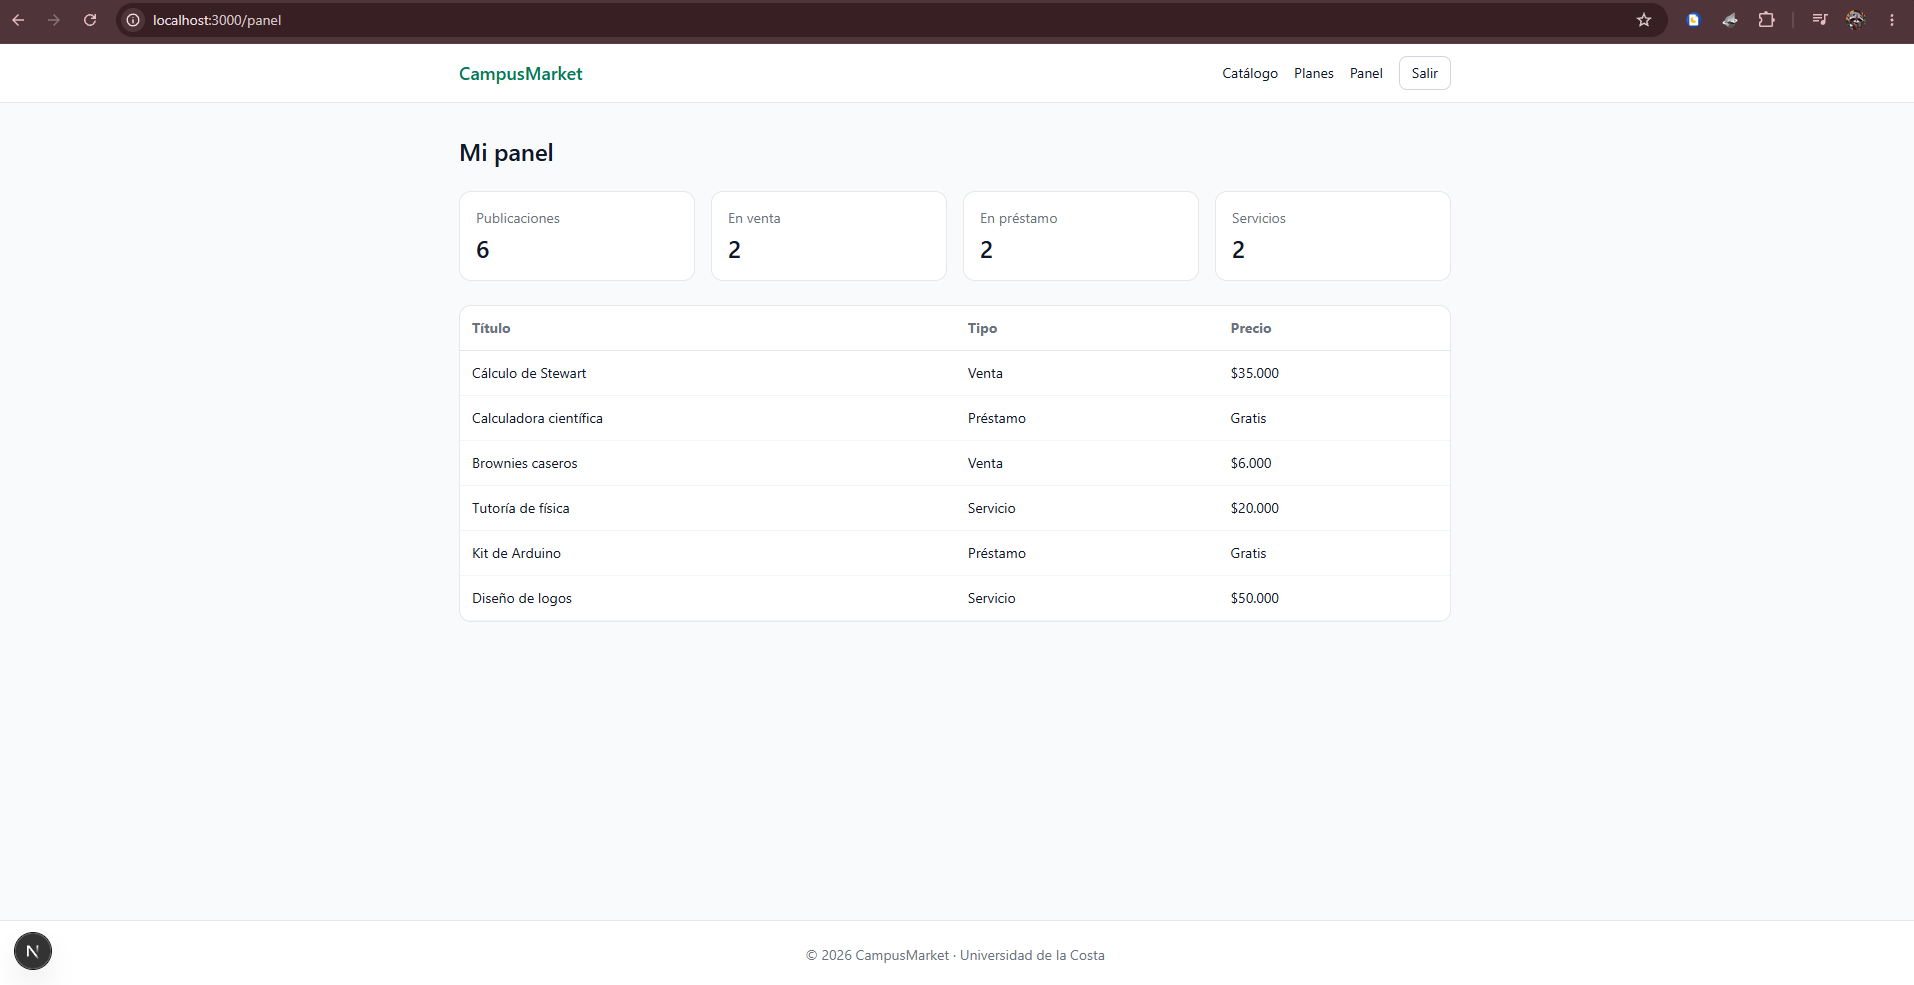 localhost:3000/panel
CampusMarket
Catálogo Planes Panel Salir
Mi panel
Publicaciones
6
En venta
2
En préstamo
2
Servicios
2
Título Tipo Precio
Cálculo de Stewart Venta $35.000
Calculadora científica Préstamo Gratis
Brownies caseros Venta $6.000
Tutoría de física Servicio $20.000
Kit de Arduino Préstamo Gratis
Diseño de logos Servicio $50.000
N
© 2026 CampusMarket · Universidad de la Costa